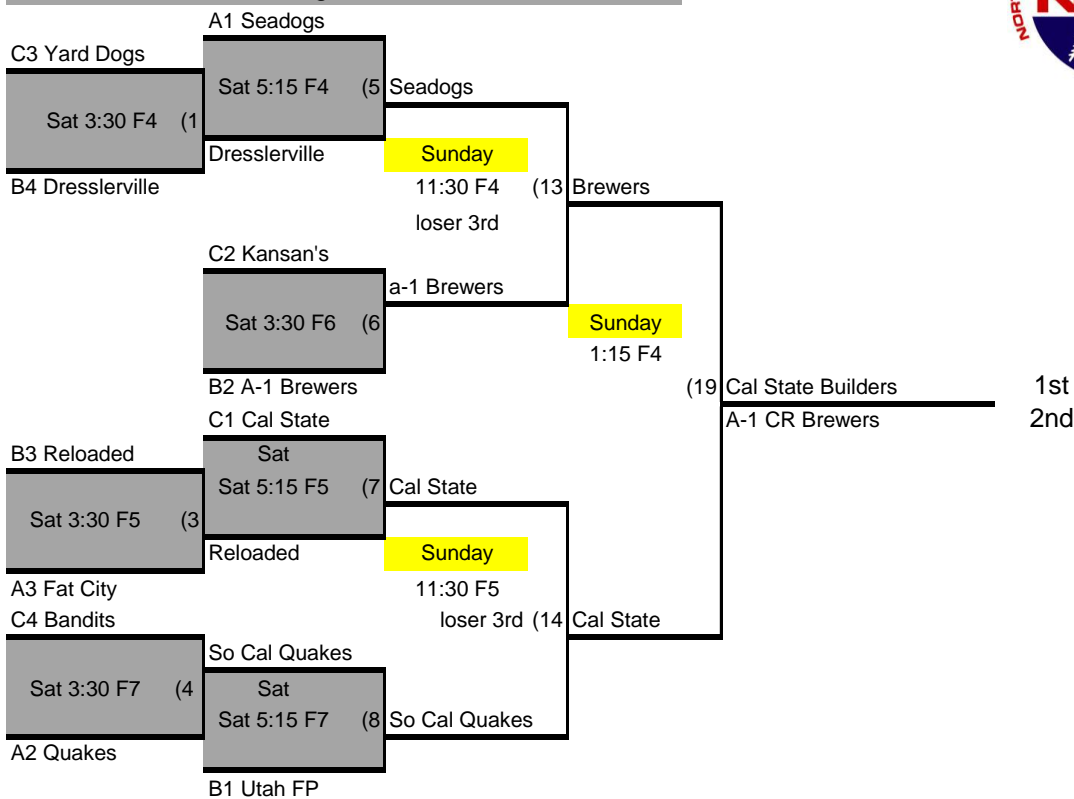 A1 Seadogs
C3 Yard Dogs
Sat 5:15 F4 (5 Seadogs
Sat 3:30 F4 (1
Dresslerville Sunday
B4 Dresslerville 11:30 F4 (13 Brewers
loser 3rd
C2 Kansan's
a-1 Brewers
Sat 3:30 F6 (6 Sunday
1:15 F4
B2 A-1 Brewers (19 Cal State Builders 1st
C1 Cal State A-1 CR Brewers 2nd
B3 Reloaded Sat
Sat 5:15 F5 (7 Cal State
Sat 3:30 F5 (3
Reloaded Sunday
A3 Fat City 11:30 F5
C4 Bandits loser 3rd (14 Cal State
So Cal Quakes
Sat 3:30 F7 (4 Sat
Sat 5:15 F7 (8 So Cal Quakes
A2 Quakes
B1 Utah FP